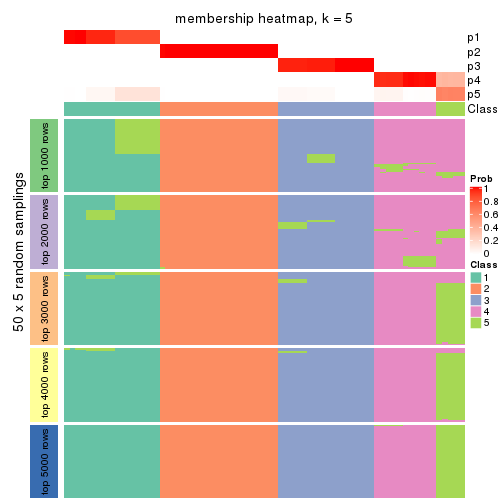 membership heatmap, k = 5
p1
p2
p3
p4
p5
Class
50 x 5 random samplings
top 1000 rows
top 2000 rows
top 3000 rows
top 4000 rows
top 5000 rows
Prob
1
0.8
0.6
0.4
0.2
0
Class
1
2
3
4
5